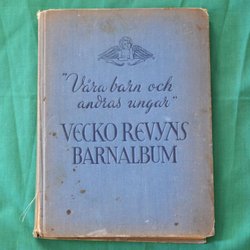 "Våra barn och
andras ungar"
VECKO REVYNS
BARNALBUM